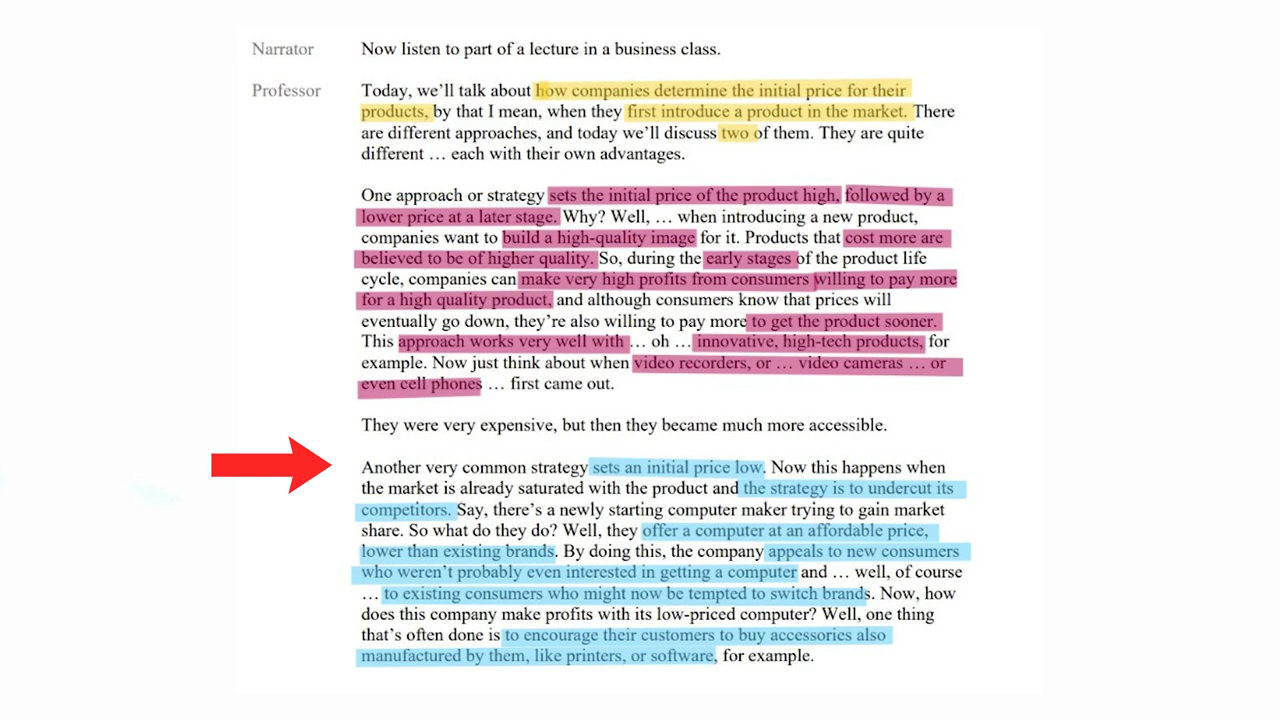 Narrator Now listen to part of a lecture in a business class.
Professor Today, we'll talk about how companies determine the initial price for their
products, by that I mean, when they first introduce a product in the market. There
are different approaches, and today we'll discuss two of them. They are quite
different … each with their own advantages.
One approach or strategy sets the initial price of the product high, followed by a
lower price at a later stage. Why? Well, … when introducing a new product,
companies want to build a high-quality image for it. Products that cost more are
believed to be of higher quality. So, during the early stages of the product life
cycle, companies can make very high profits from consumers willing to pay more
for a high quality product, and although consumers know that prices will
eventually go down, they're also willing to pay more to get the product sooner.
This approach works very well with … oh … innovative, high-tech products, for
example. Now just think about when video recorders, or … video cameras … or
even cell phones … first came out.
They were very expensive, but then they became much more accessible.
Another very common strategy sets an initial price low. Now this happens when
the market is already saturated with the product and the strategy is to undercut its
competitors. Say, there's a newly starting computer maker trying to gain market
share. So what do they do? Well, they offer a computer at an affordable price,
lower than existing brands. By doing this, the company appeals to new consumers
who weren't probably even interested in getting a computer and … well, of course
… to existing consumers who might now be tempted to switch brands. Now, how
does this company make profits with its low-priced computer? Well, one thing
that's often done is to encourage their customers to buy accessories also
manufactured by them, like printers, or software, for example.